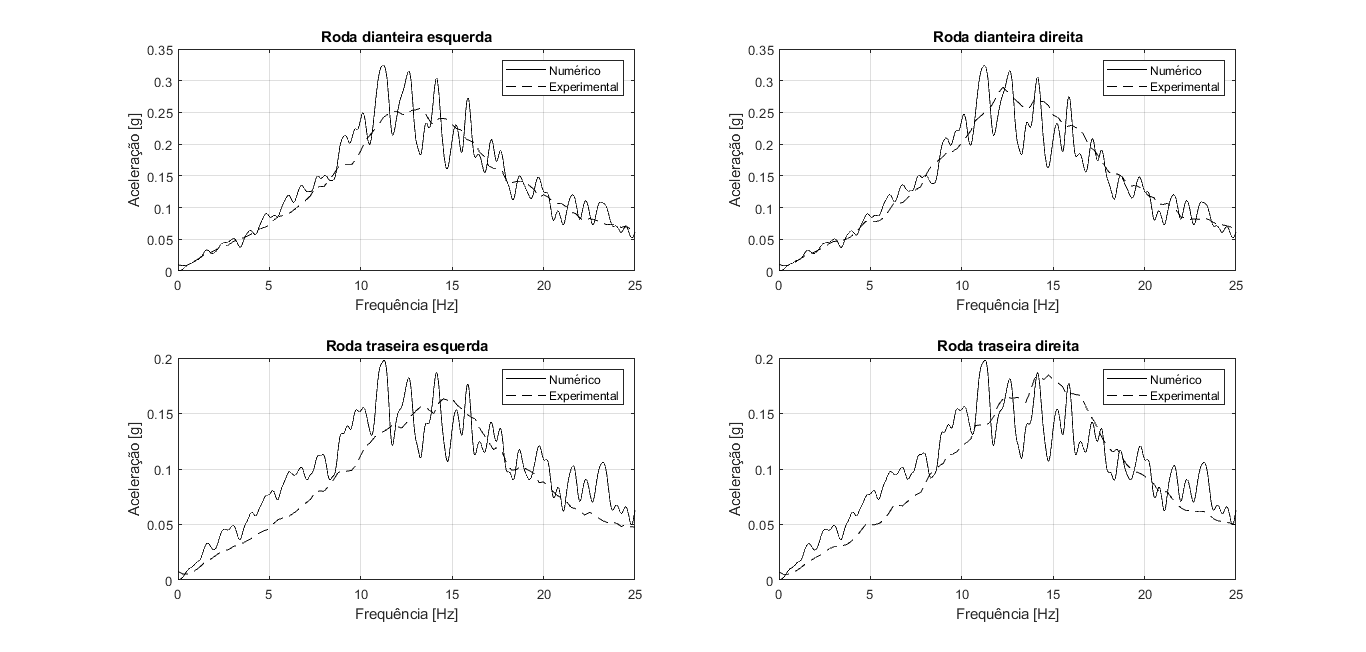 Roda dianteira esquerda
0.35
0.3
0.25
0.2
0.15
0.1
0.05
0
Aceleração [g]
Numérico
Experimental
0 5 10 15 20 25
Frequência [Hz]
Roda dianteira direita
0.35
0.3
0.25
0.2
0.15
0.1
0.05
0
Aceleração [g]
Numérico
Experimental
0 5 10 15 20 25
Frequência [Hz]
Roda traseira esquerda
0.2
0.15
0.1
0.05
0
Aceleração [g]
Numérico
Experimental
0 5 10 15 20 25
Frequência [Hz]
Roda traseira direita
0.2
0.15
0.1
0.05
0
Aceleração [g]
Numérico
Experimental
0 5 10 15 20 25
Frequência [Hz]